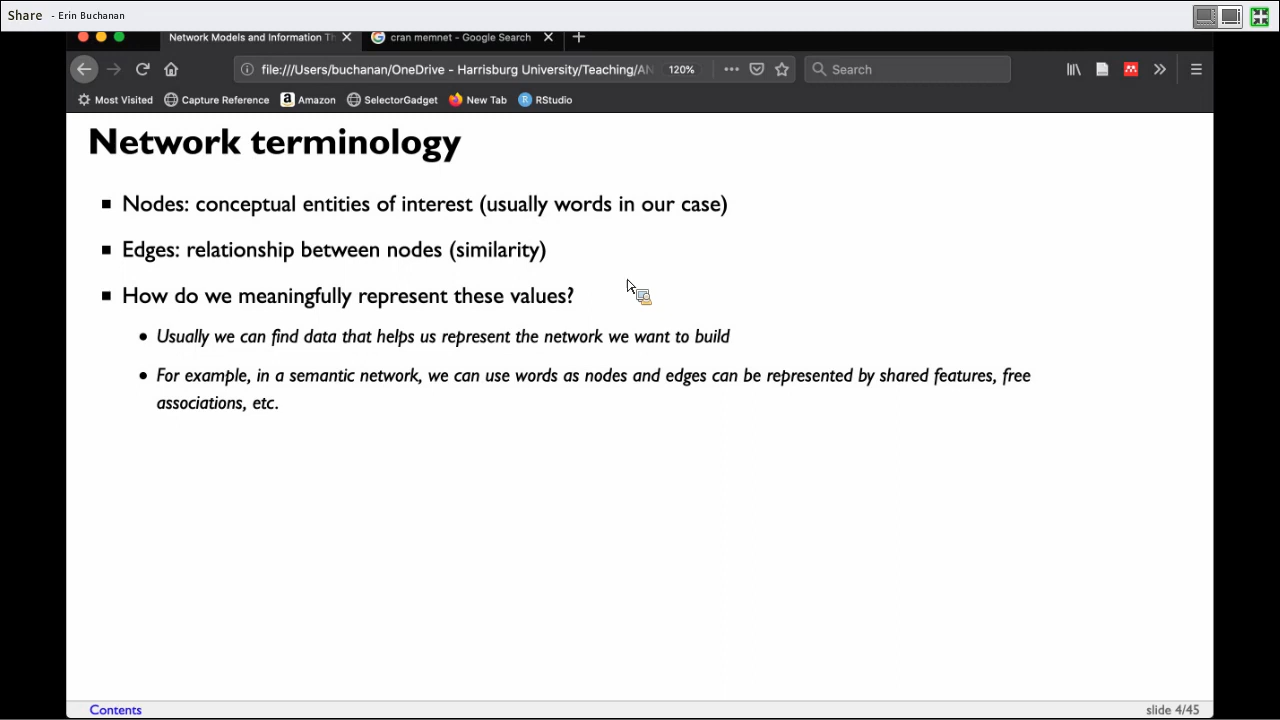 Share - Erin Buchanan
Network Models and Information Th
cran memnet - Google Search
file:///Users/buchanan/OneDrive - Harrisburg University/Teaching/AN
120%
Search
Most Visited
Capture Reference
Amazon
SelectorGadget
New Tab
RStudio
Network terminology
Nodes: conceptual entities of interest (usually words in our case)
Edges: relationship between nodes (similarity)
How do we meaningfully represent these values?
Usually we can find data that helps us represent the network we want to build
For example, in a semantic network, we can use words as nodes and edges can be represented by shared features, free
associations, etc.
Contents
slide 4/45